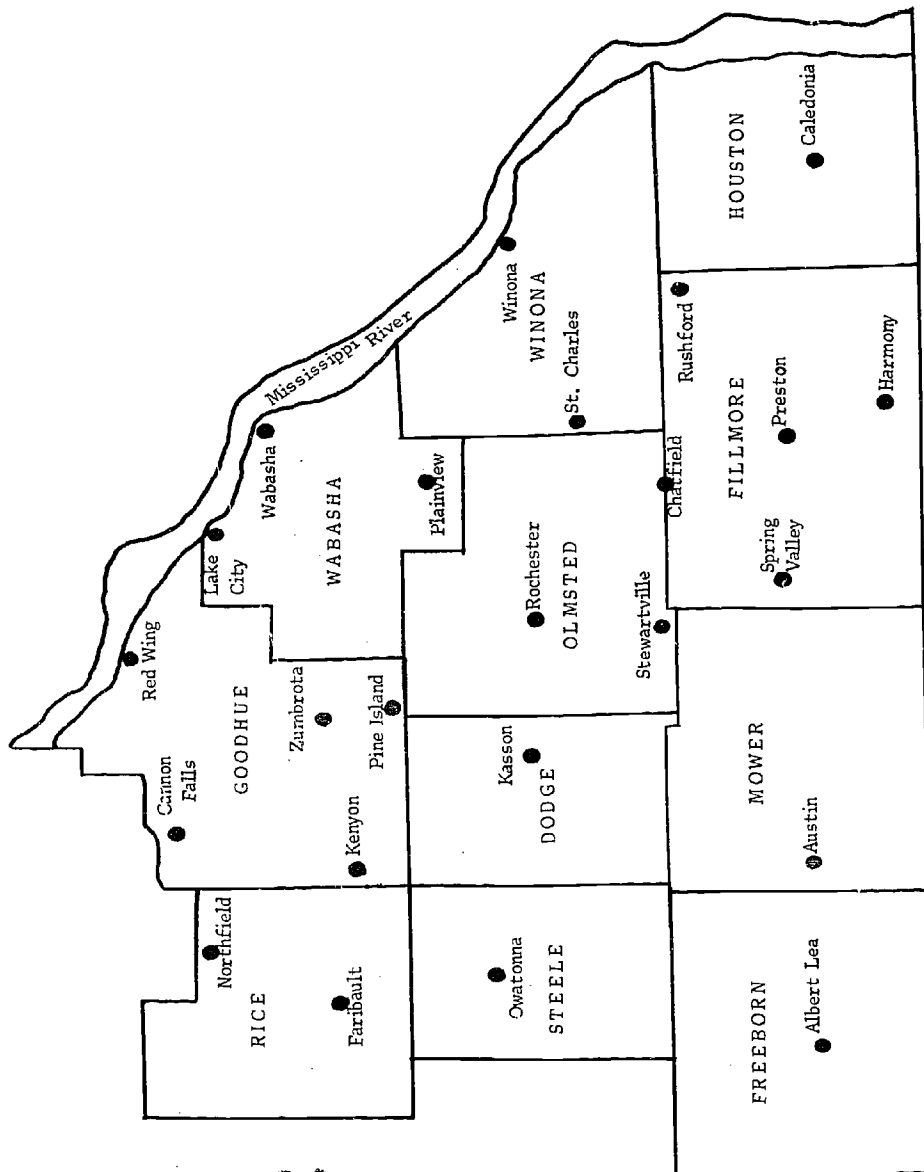 Mississippi River
Cannon
Falls
Red Wing
GOODHUE
Zumbrota
Pine Island
Kenyon
Lake
City
Wabasha
WABASHA
Plainview
Northfield
RICE
Faribault
Winona
WINONA
St. Charles
Rochester
OLMSTED
Stewartville
Chatfield
Kasson
DODGE
Owatonna
STEELE
HOUSTON
Caledonia
Rushford
FILLMORE
Preston
Harmony
Spring
Valley
MOWER
Austin
FREEBORN
Albert Lea